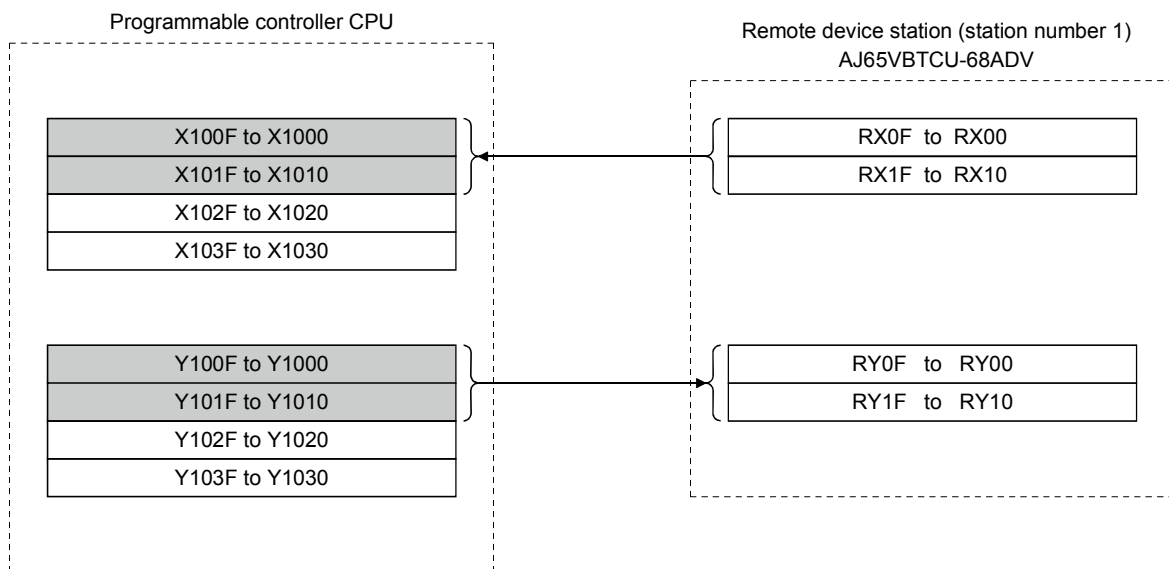 Programmable controller CPU
Remote device station (station number 1)
AJ65VBTCU-68ADV
X100F to X1000
X101F to X1010
X102F to X1020
X103F to X1030
RX0F to RX00
RX1F to RX10
Y100F to Y1000
Y101F to Y1010
Y102F to Y1020
Y103F to Y1030
RY0F to RY00
RY1F to RY10